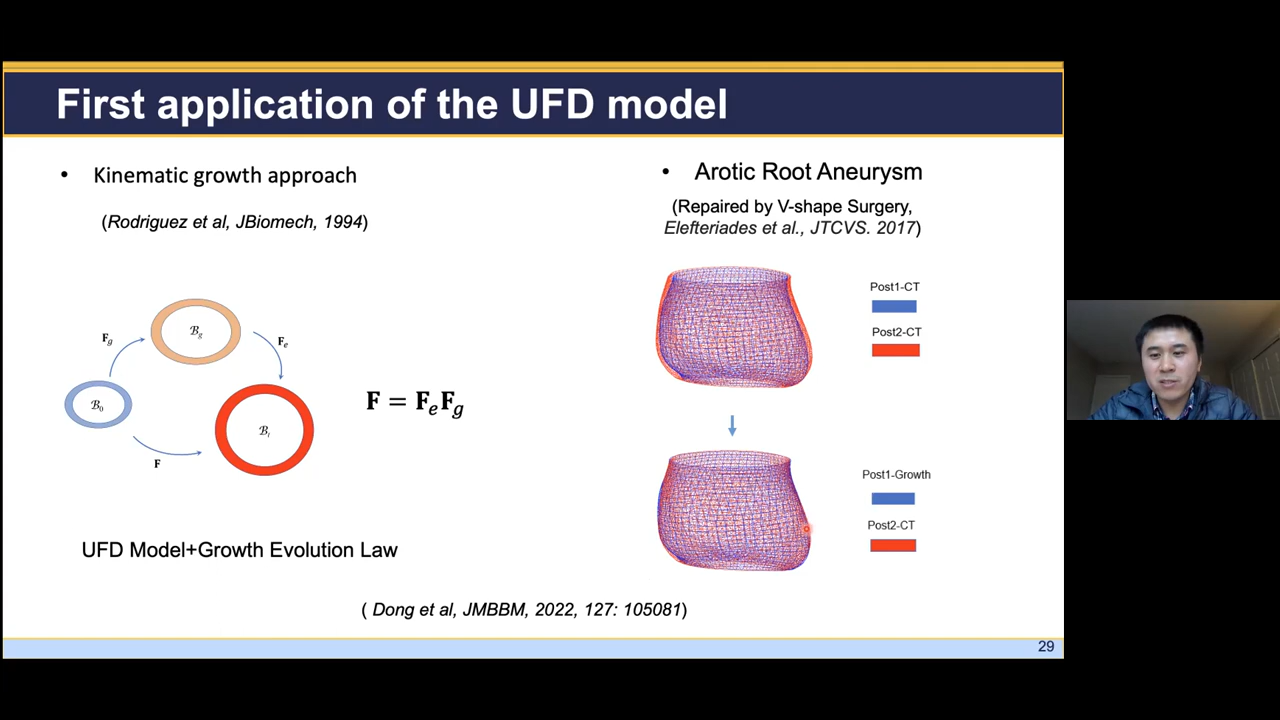 First application of the UFD model
• Kinematic growth approach
(Rodriguez et al, JBiomech, 1994)
ℬg
Fg
Fe
ℬ0
ℬt
F
F = FeFg
UFD Model+Growth Evolution Law
• Arotic Root Aneurysm
(Repaired by V-shape Surgery,
Elefteriades et al., JTCVS. 2017)
Post1-CT
Post2-CT
Post1-Growth
Post2-CT
( Dong et al, JMBBM, 2022, 127: 105081)
29